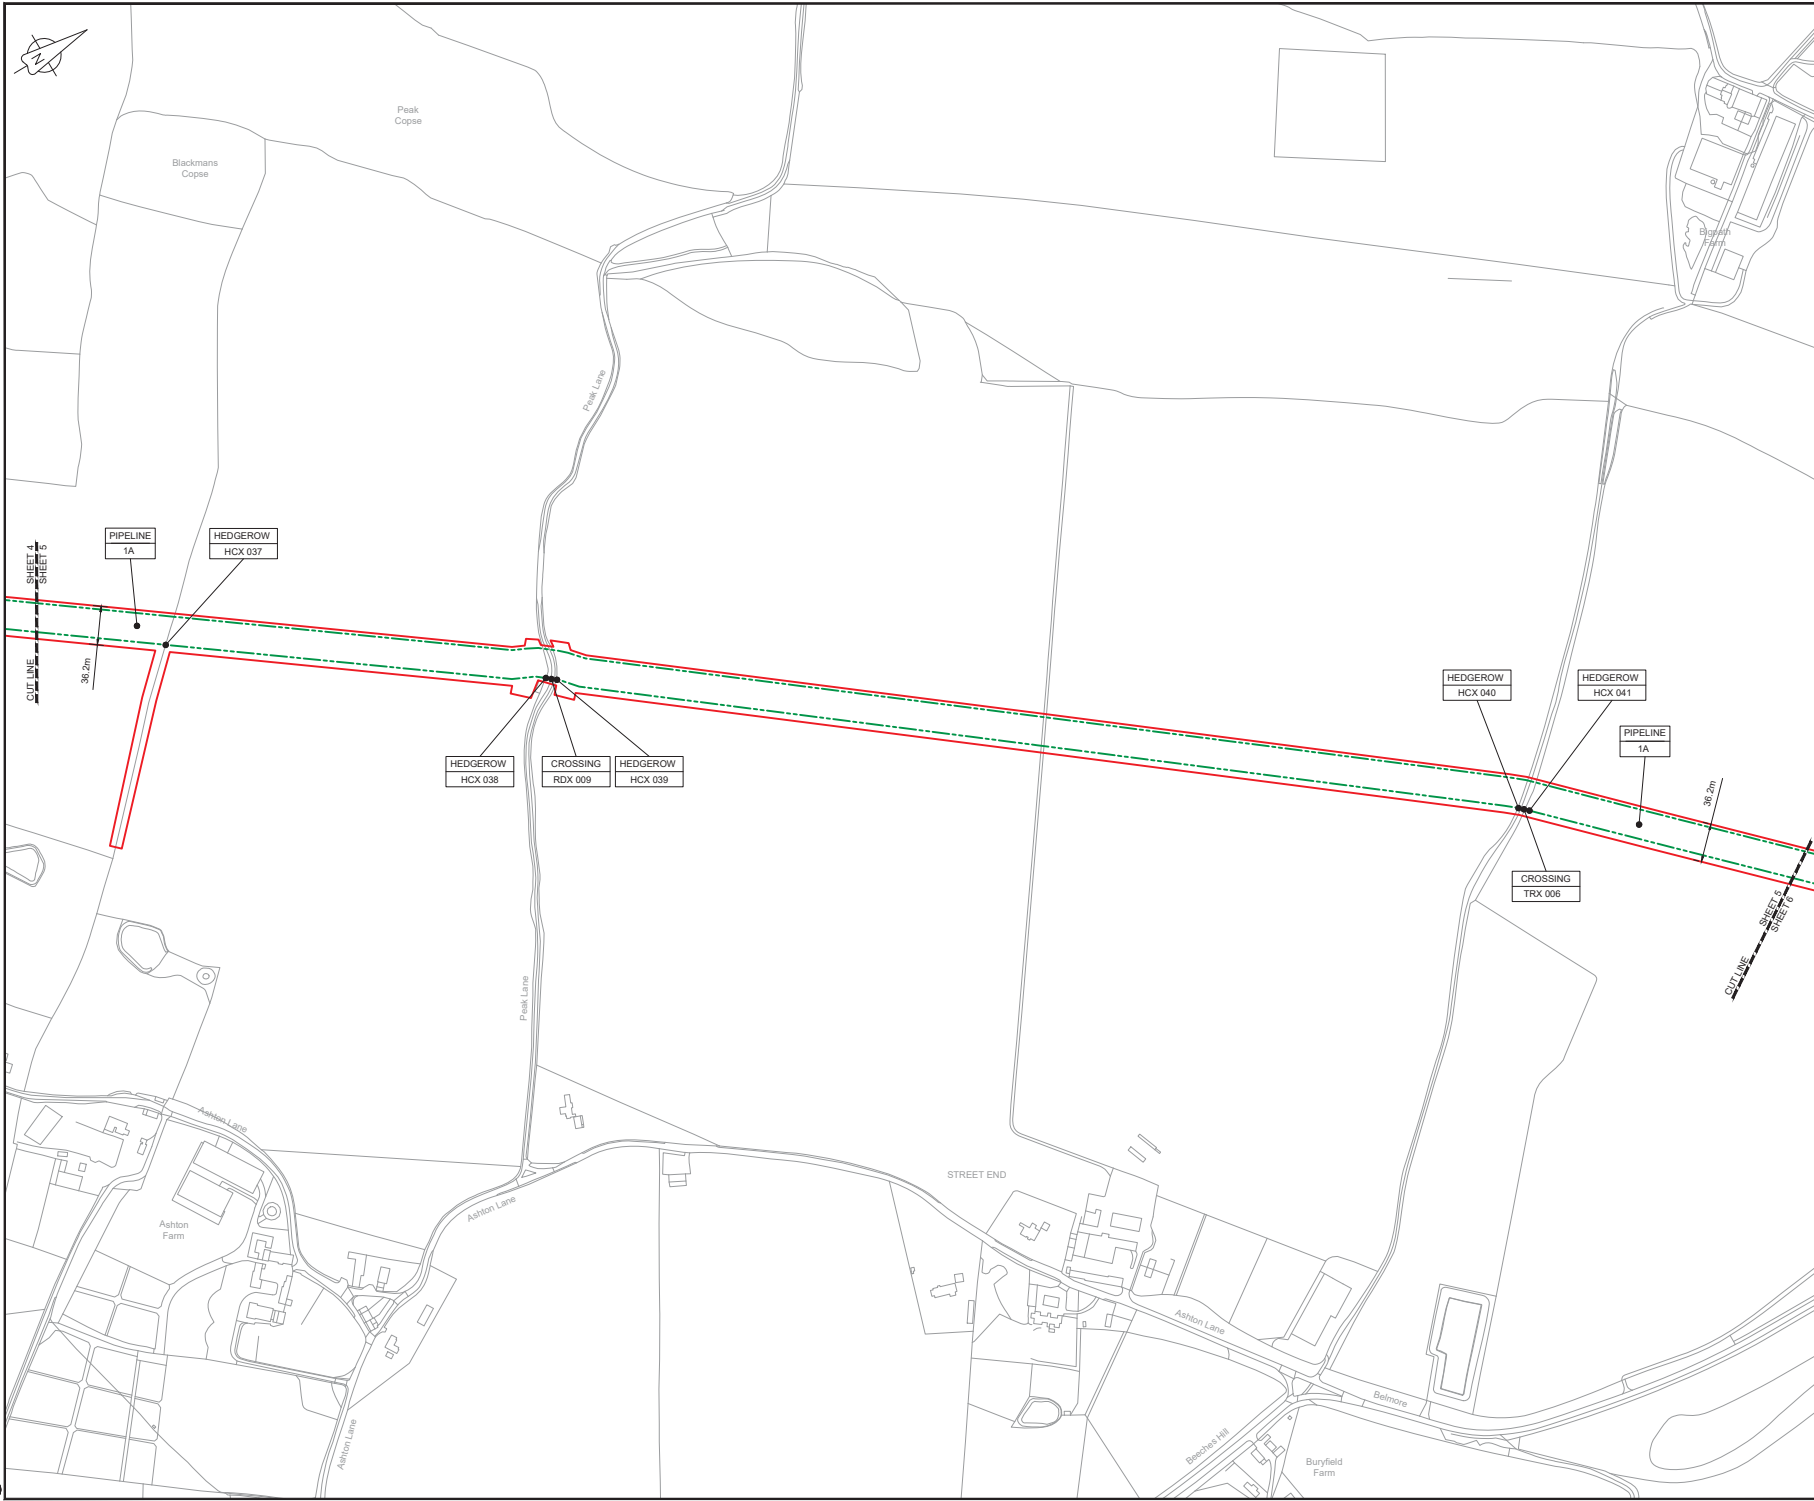 N
Peak
Copse
Blackmans
Copse
Bigpath
Farm
Peak Lane
SHEET 4
SHEET 5
CUT LINE
PIPELINE
1A
HEDGEROW
HCX 037
36.2m
HEDGEROW
HCX 038
CROSSING
RDX 009
HEDGEROW
HCX 039
HEDGEROW
HCX 040
HEDGEROW
HCX 041
PIPELINE
1A
36.2m
CROSSING
TRX 006
SHEET 5
SHEET 6
CUT LINE
Peak Lane
Ashton Lane
STREET END
Ashton
Farm
Ashton Lane
Ashton Lane
Ashton Lane
Belmore
Beeches Hill
Buryfield
Farm